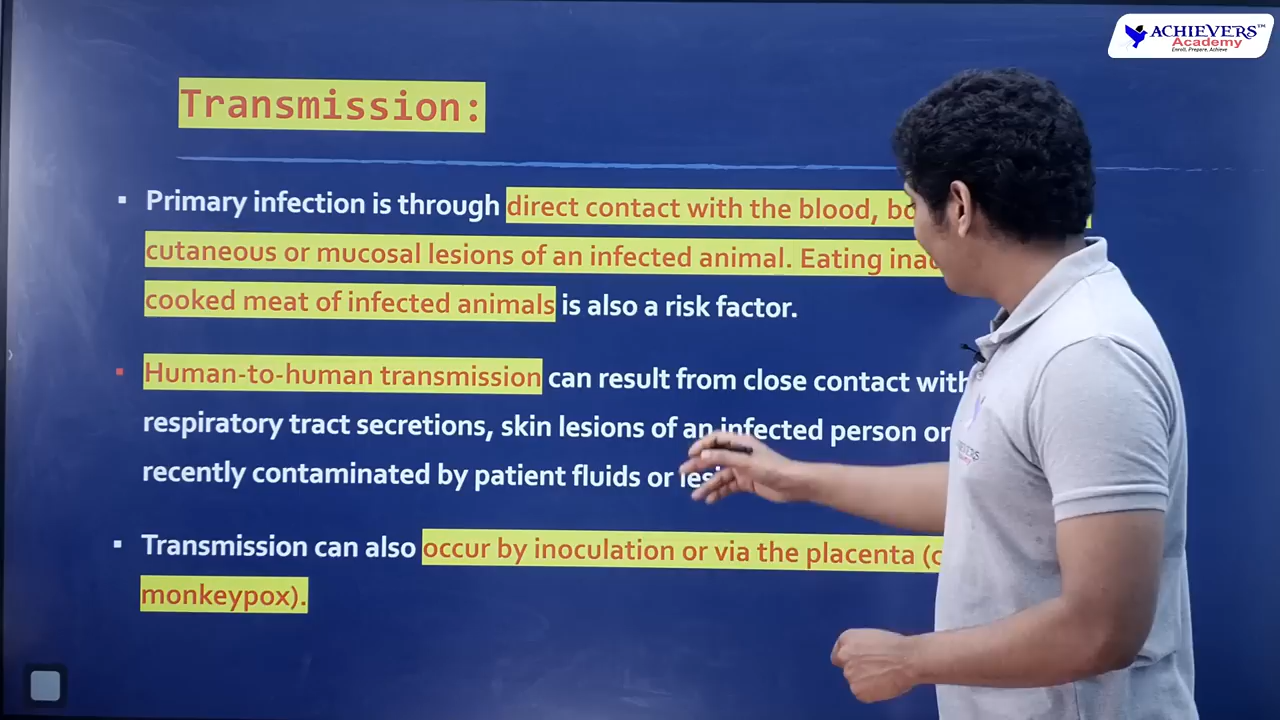 ACHIEVERS™
Academy
Enroll, Prepare, Achieve
Transmission:
Primary infection is through direct contact with the blood,
cutaneous or mucosal lesions of an infected animal. Eating
cooked meat of infected animals is also a risk factor.
Human-to-human transmission can result from close contact with
respiratory tract secretions, skin lesions of an infected person or
recently contaminated by patient fluids or
Transmission can also occur by inoculation or via the placenta
monkeypox).
ACHIEVERS
Academy